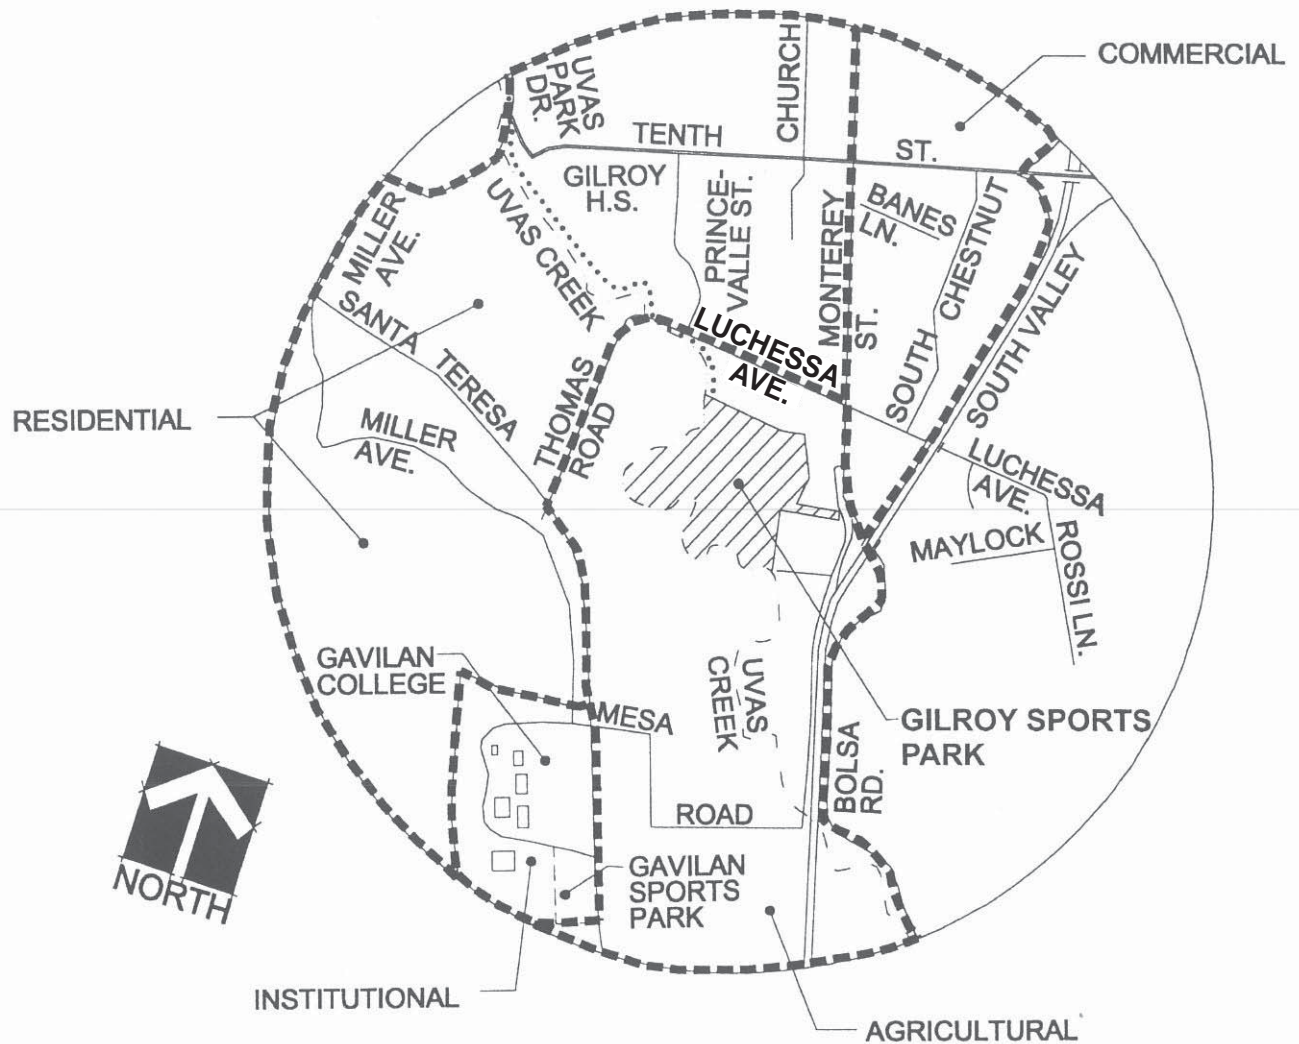 COMMERCIAL
UVAS
PARK
DR.
CHURCH
TENTH
ST.
GILROY
H.S.
PRINCE-
VALLE ST.
MONTEREY
ST.
BANES
LN.
SOUTH CHESTNUT
SOUTH VALLEY
UVAS CREEK
MILLER
AVE.
SANTA
TERESA
LUCHESSA
AVE.
THOMAS
ROAD
RESIDENTIAL
MILLER
AVE.
LUCHESSA
AVE.
MAYLOCK
ROSSI LN.
GAVILAN
COLLEGE
MESA
UVAS
CREEK
GILROY SPORTS
PARK
BOLSA
RD.
ROAD
NORTH
GAVILAN
SPORTS
PARK
INSTITUTIONAL
AGRICULTURAL